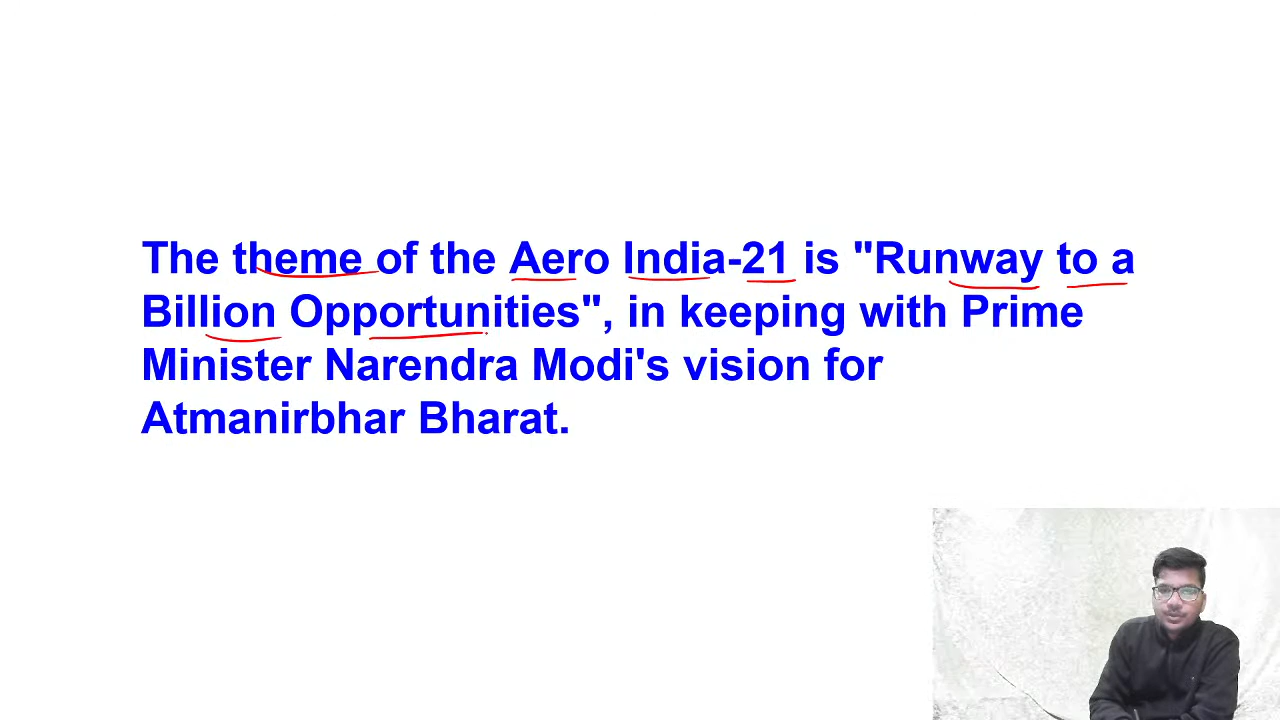 The theme of the Aero India-21 is "Runway to a
Billion Opportunities", in keeping with Prime
Minister Narendra Modi's vision for
Atmanirbhar Bharat.